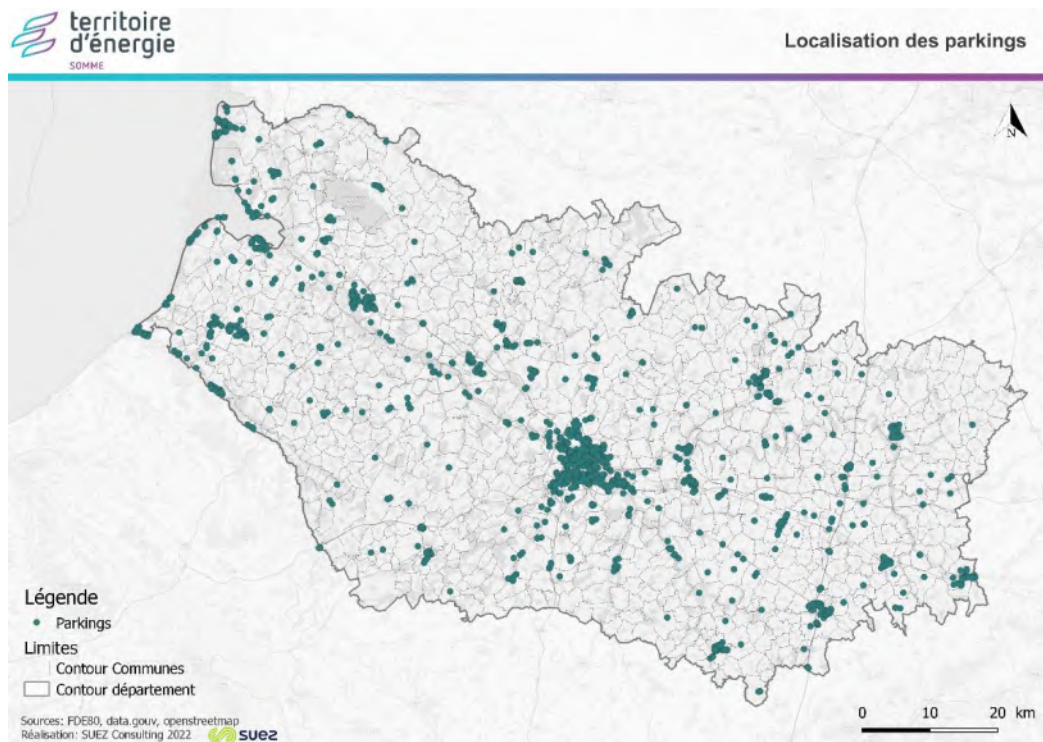 territoire
d'énergie
SOMME
Localisation des parkings
N
Légende
Parkings
Limites
Contour Communes
Contour département
Sources: FDE80, data.gouv, openstreetmap
Réalisation: SUEZ Consulting 2022
suez
0 10 20 km